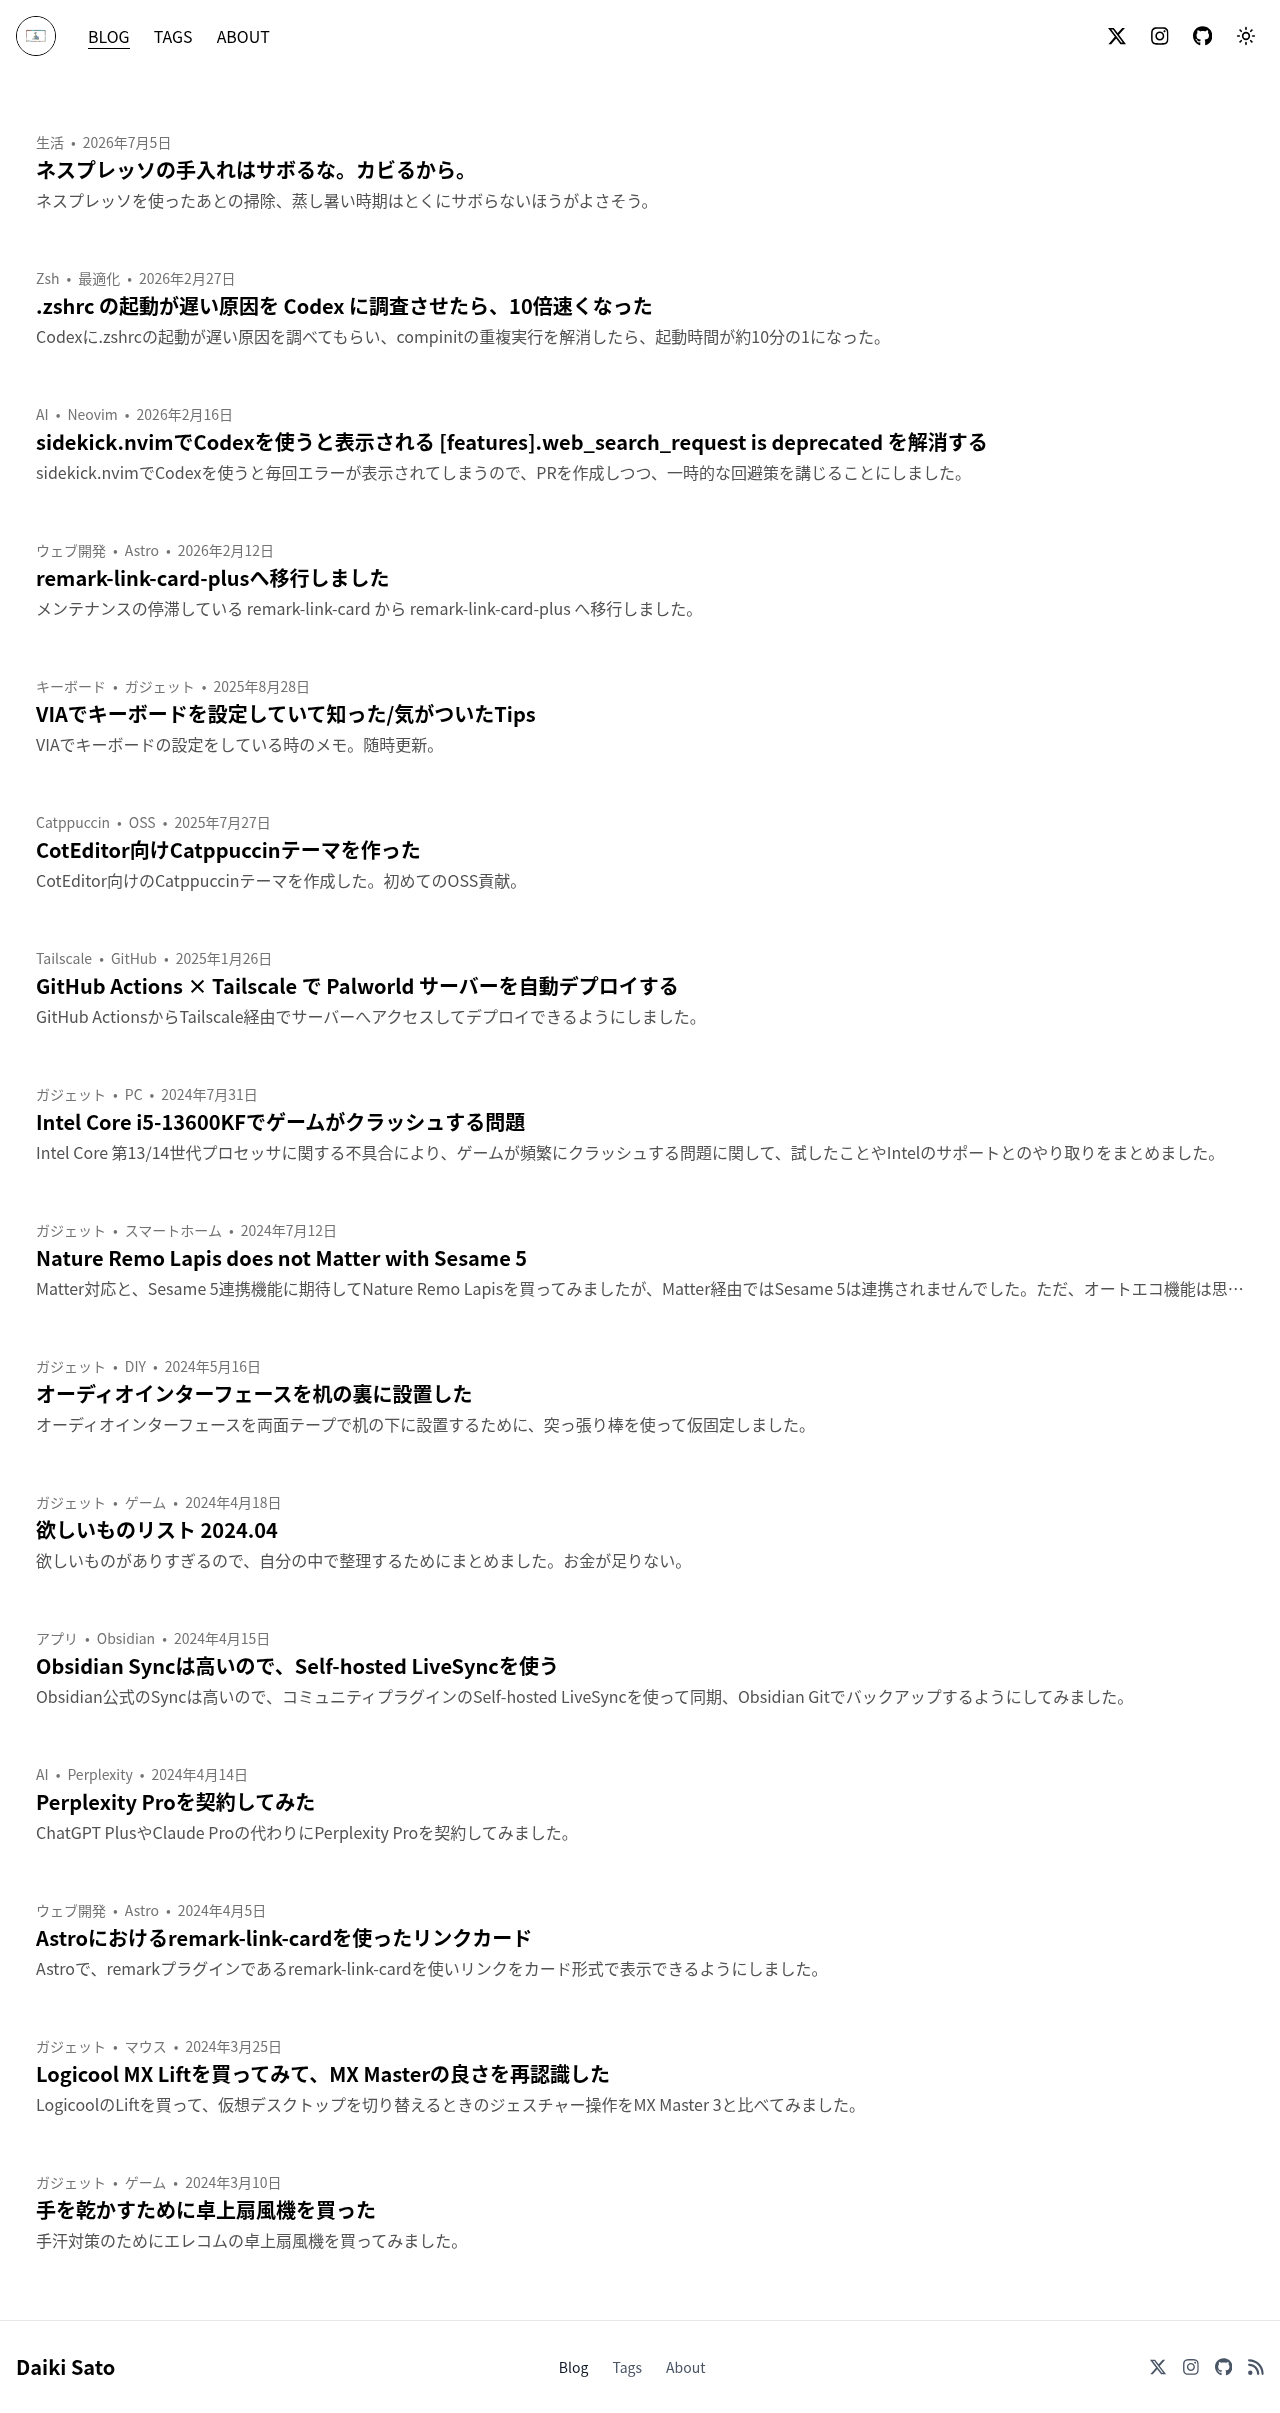 BLOG TAGS ABOUT
生活 • 2026年7月5日
ネスプレッソの手入れはサボるな。カビるから。
ネスプレッソを使ったあとの掃除、蒸し暑い時期はとくにサボらないほうがよさそう。
Zsh • 最適化 • 2026年2月27日
.zshrc の起動が遅い原因を Codex に調査させたら、10倍速くなった
Codexに.zshrcの起動が遅い原因を調べてもらい、compinitの重複実行を解消したら、起動時間が約10分の1になった。
AI • Neovim • 2026年2月16日
sidekick.nvimでCodexを使うと表示される [features].web_search_request is deprecated を解消する
sidekick.nvimでCodexを使うと毎回エラーが表示されてしまうので、PRを作成しつつ、一時的な回避策を講じることにしました。
ウェブ開発 • Astro • 2026年2月12日
remark-link-card-plusへ移行しました
メンテナンスの停滞している remark-link-card から remark-link-card-plus へ移行しました。
キーボード • ガジェット • 2025年8月28日
VIAでキーボードを設定していて知った/気がついたTips
VIAでキーボードの設定をしている時のメモ。随時更新。
Catppuccin • OSS • 2025年7月27日
CotEditor向けCatppuccinテーマを作った
CotEditor向けのCatppuccinテーマを作成した。初めてのOSS貢献。
Tailscale • GitHub • 2025年1月26日
GitHub Actions × Tailscale で Palworld サーバーを自動デプロイする
GitHub ActionsからTailscale経由でサーバーへアクセスしてデプロイできるようにしました。
ガジェット • PC • 2024年7月31日
Intel Core i5-13600KFでゲームがクラッシュする問題
Intel Core 第13/14世代プロセッサに関する不具合により、ゲームが頻繁にクラッシュする問題に関して、試したことやIntelのサポートとのやり取りをまとめました。
ガジェット • スマートホーム • 2024年7月12日
Nature Remo Lapis does not Matter with Sesame 5
Matter対応と、Sesame 5連携機能に期待してNature Remo Lapisを買ってみましたが、Matter経由ではSesame 5は連携されませんでした。ただ、オートエコ機能は思…
ガジェット • DIY • 2024年5月16日
オーディオインターフェースを机の裏に設置した
オーディオインターフェースを両面テープで机の下に設置するために、突っ張り棒を使って仮固定しました。
ガジェット • ゲーム • 2024年4月18日
欲しいものリスト 2024.04
欲しいものがありすぎるので、自分の中で整理するためにまとめました。お金が足りない。
アプリ • Obsidian • 2024年4月15日
Obsidian Syncは高いので、Self-hosted LiveSyncを使う
Obsidian公式のSyncは高いので、コミュニティプラグインのSelf-hosted LiveSyncを使って同期、Obsidian Gitでバックアップするようにしてみました。
AI • Perplexity • 2024年4月14日
Perplexity Proを契約してみた
ChatGPT PlusやClaude Proの代わりにPerplexity Proを契約してみました。
ウェブ開発 • Astro • 2024年4月5日
Astroにおけるremark-link-cardを使ったリンクカード
Astroで、remarkプラグインであるremark-link-cardを使いリンクをカード形式で表示できるようにしました。
ガジェット • マウス • 2024年3月25日
Logicool MX Liftを買ってみて、MX Masterの良さを再認識した
LogicoolのLiftを買って、仮想デスクトップを切り替えるときのジェスチャー操作をMX Master 3と比べてみました。
ガジェット • ゲーム • 2024年3月10日
手を乾かすために卓上扇風機を買った
手汗対策のためにエレコムの卓上扇風機を買ってみました。
Daiki Sato
Blog Tags About